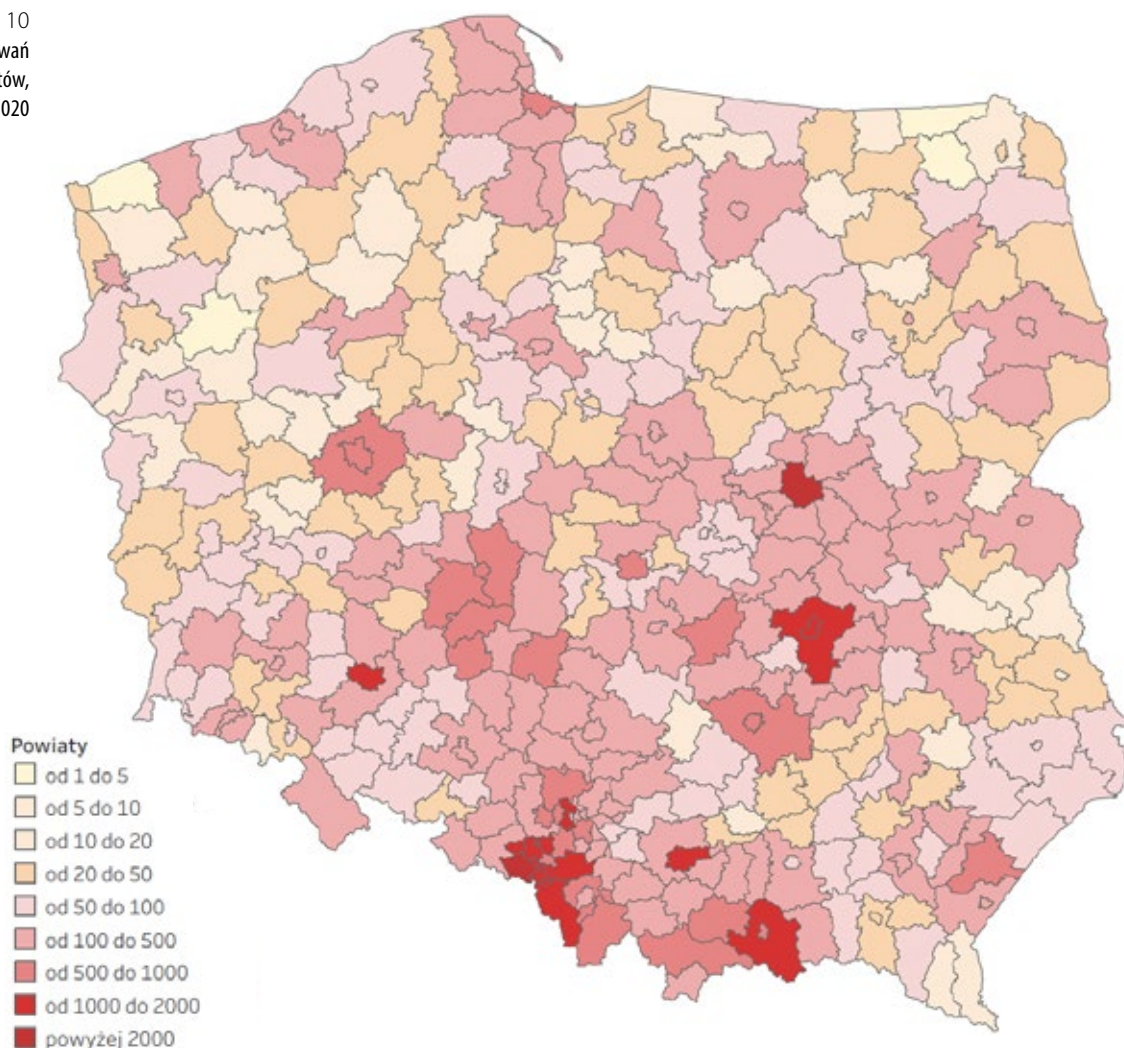 10
wań
tów,
020
Powiaty
od 1 do 5
od 5 do 10
od 10 do 20
od 20 do 50
od 50 do 100
od 100 do 500
od 500 do 1000
od 1000 do 2000
powyżej 2000